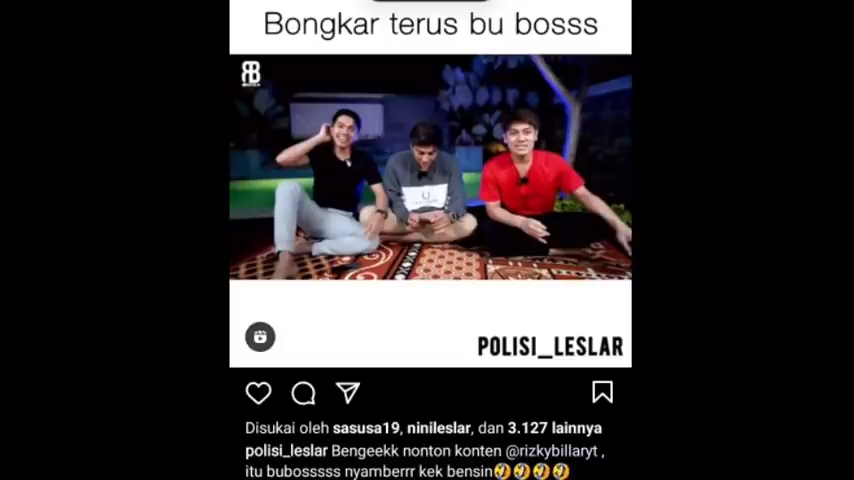 Bongkar terus bu bosss
RB
POLISI_LESLAR
Disukai oleh sasusa19, ninileslar, dan 3.127 lainnya
polisi_leslar Bengeekk nonton konten @rizkybillaryt ,
itu bubosssss nyamberrr kek bensin🤣🤣🤣🤣